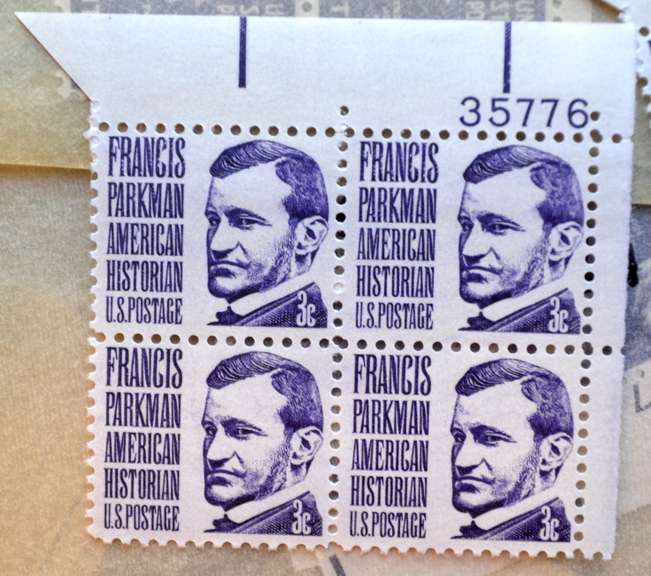 35776
FRANCIS
PARKMAN
AMERICAN
HISTORIAN
U.S.POSTAGE
3c
FRANCIS
PARKMAN
AMERICAN
HISTORIAN
U.S.POSTAGE
3c
FRANCIS
PARKMAN
AMERICAN
HISTORIAN
U.S.POSTAGE
3c
FRANCIS
PARKMAN
AMERICAN
HISTORIAN
U.S.POSTAGE
3c